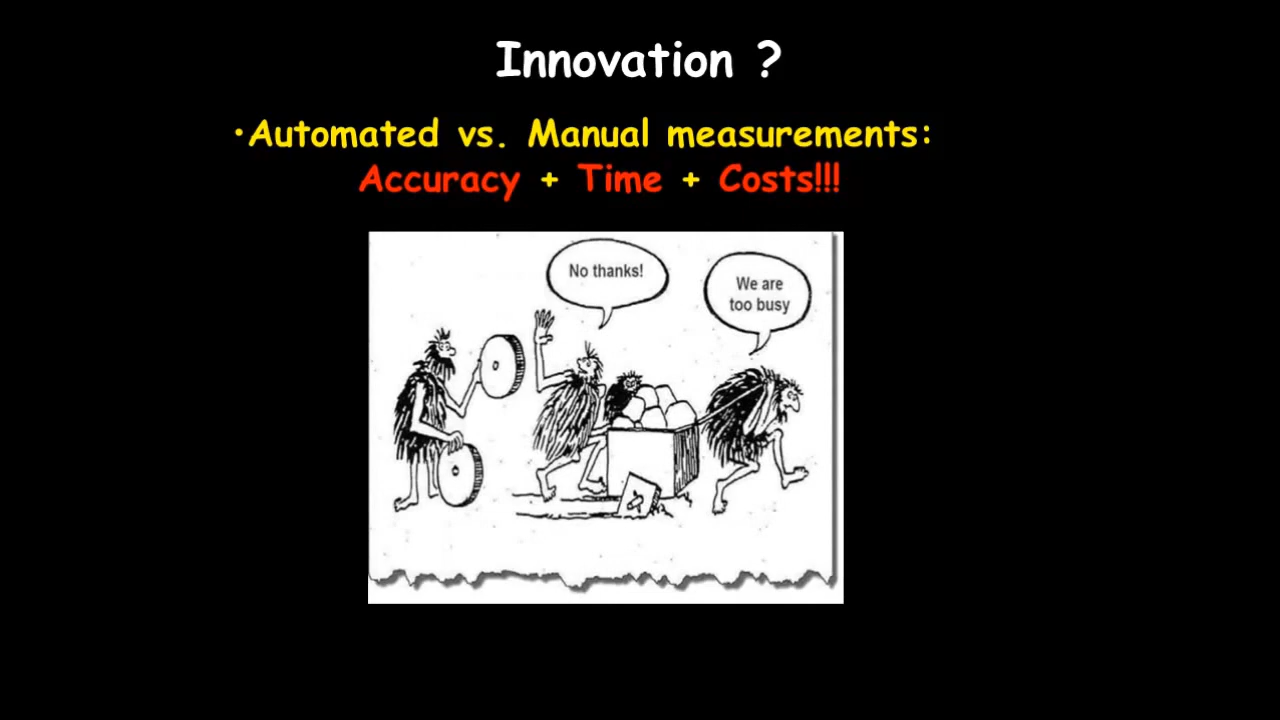 Innovation ?
•Automated vs. Manual measurements:
Accuracy + Time + Costs!!!
No thanks!
We are
too busy